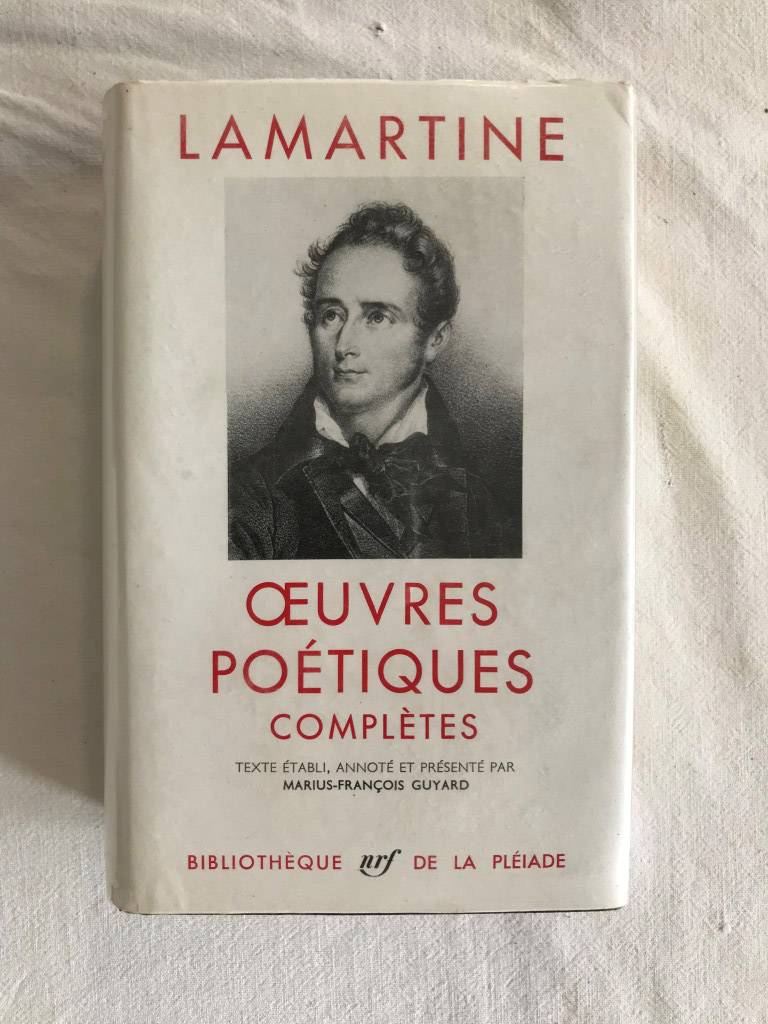 LAMARTINE
ŒUVRES
POÉTIQUES
COMPLÈTES
TEXTE ÉTABLI, ANNOTÉ ET PRÉSENTÉ PAR
MARIUS-FRANÇOIS GUYARD
BIBLIOTHÈQUE nrf DE LA PLÉIADE